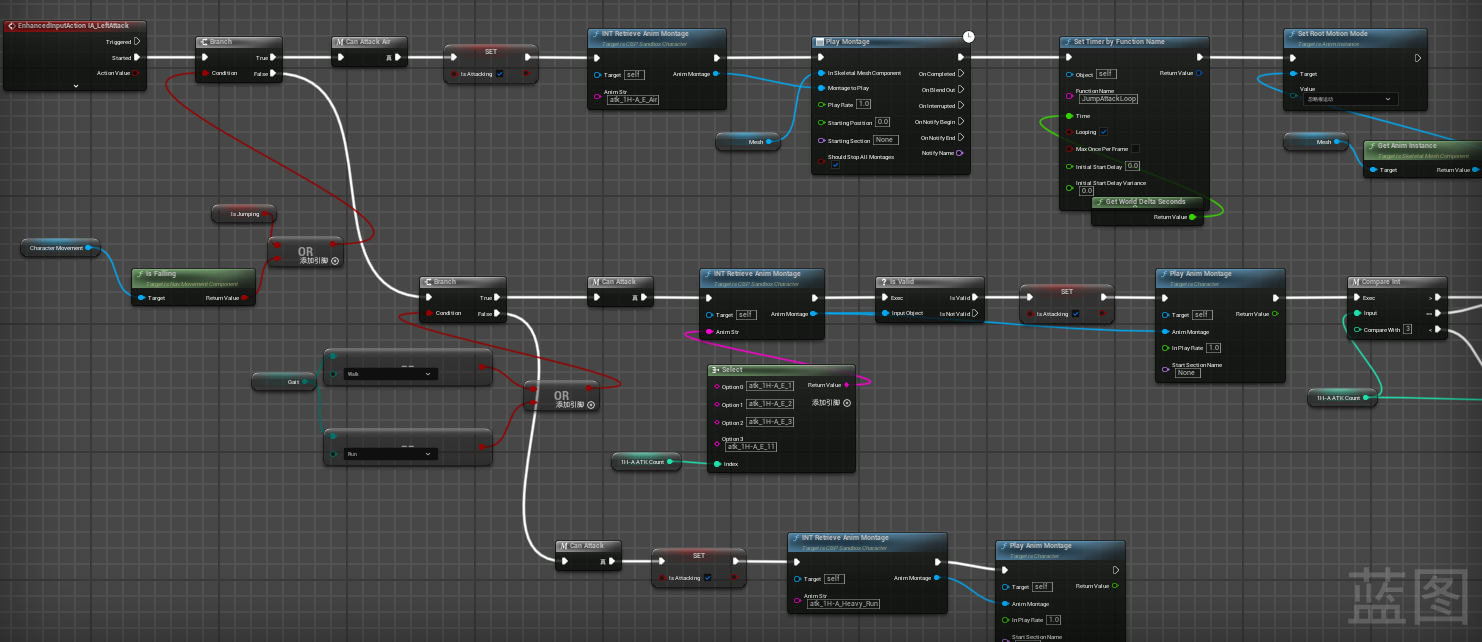 EnhancedInputAction IA_LeftAttack
Triggered
Started
Action Value
Branch
True
Condition
False
Can Attack Air
真
SET
Is Attacking
INT Retrieve Anim Montage
Target is CBP Sandbox Character
Target
self
Anim Montage
Anim Str
atk_1H-A_E_Air
Mesh
Play Montage
In Skeletal Mesh Component
On Completed
Montage to Play
On Blend Out
Play Rate
1.0
On Interrupted
Starting Position
0.0
On Notify Begin
Starting Section
None
On Notify End
Should Stop All Montages
Notify Name
Set Timer by Function Name
Object
self
Return Value
Function Name
JumpAttackLoop
Time
Looping
Max Once Per Frame
Initial Start Delay
0.0
Initial Start Delay Variance
0.0
Get World Delta Seconds
Return Value
Set Root Motion Mode
Target is Anim Instance
Target
Value
忽略根运动
Mesh
Get Anim Instance
Target is Skeletal Mesh Component
Target
Return Value
Is Jumping
Character Movement
OR
添加引脚
Is Falling
Target is Nav Movement Component
Target
Return Value
Branch
True
Condition
False
Can Attack
真
INT Retrieve Anim Montage
Target is CBP Sandbox Character
Target
self
Anim Montage
Anim Str
Is Valid
Exec
Is Valid
Input Object
Is Not Valid
SET
Is Attacking
Play Anim Montage
Target is Character
Target
self
Return Value
Anim Montage
In Play Rate
1.0
Start Section Name
None
Compare Int
Exec
>
Input
==
Compare With
3
<
1H-A ATK Count
Gait
==
Walk
==
Run
OR
添加引脚
Select
Option 0
atk_1H-A_E_1
Return Value
Option 1
atk_1H-A_E_2
添加引脚
Option 2
atk_1H-A_E_3
Option 3
atk_1H-A_E_11
Index
1H-A ATK Count
Can Attack
真
SET
Is Attacking
INT Retrieve Anim Montage
Target is CBP Sandbox Character
Target
self
Anim Montage
Anim Str
atk_1H-A_Heavy_Run
Play Anim Montage
Target is Character
Target
self
Return Value
Anim Montage
In Play Rate
1.0
Start Section Name
蓝图